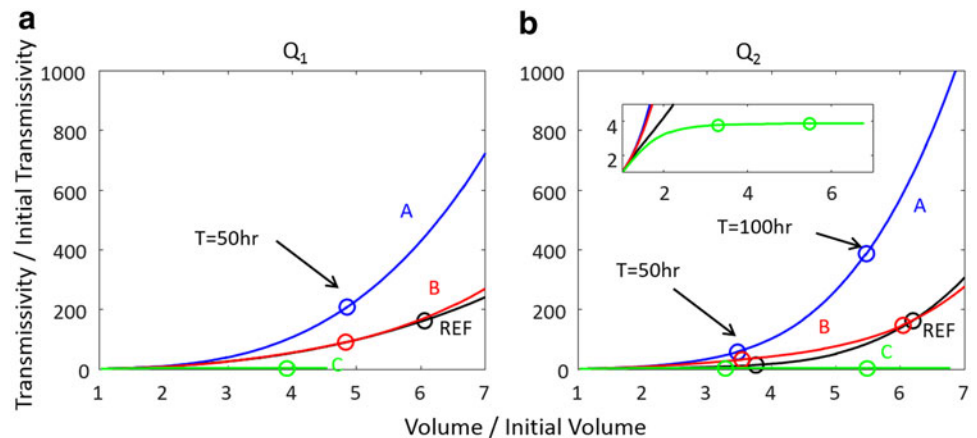 a
Q1
Transmissivity / Initial Transmissivity
1000
800
600
400
200
0
1 2 3 4 5 6 7
T=50hr
A
B
REF
C
b
Q2
1000
800
600
400
200
0
1 2 3 4 5 6 7
4
2
2 4 6
T=100hr
T=50hr
A
B
REF
C
Volume / Initial Volume